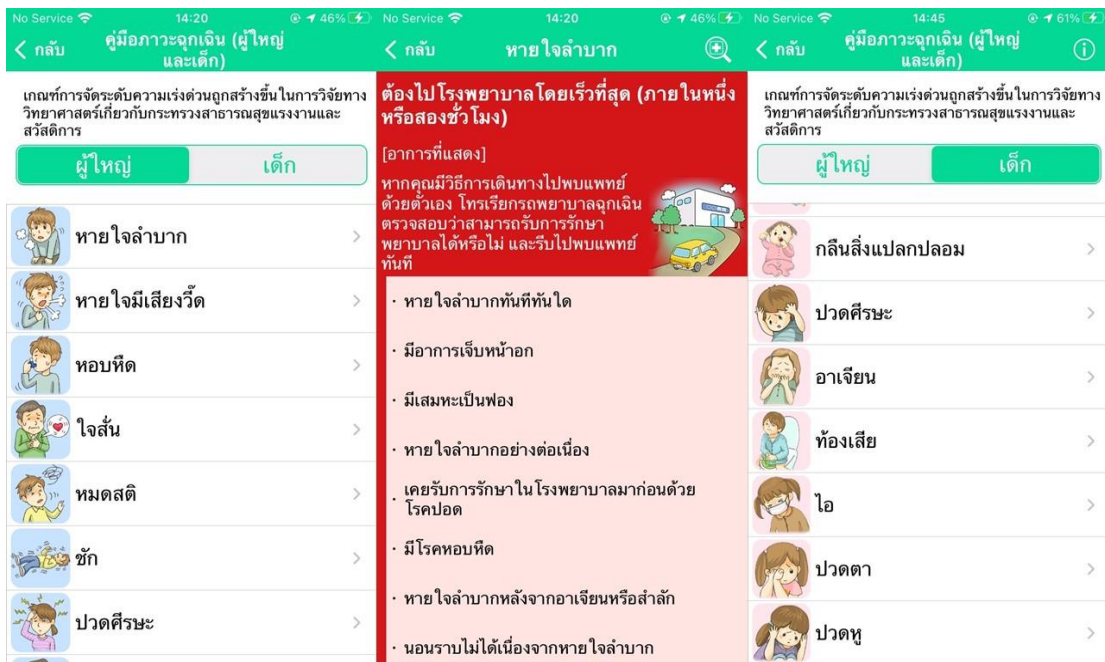 No Service 14:20 46%
กลับ
คู่มือภาวะฉุกเฉิน (ผู้ใหญ่
และเด็ก)
เกณฑ์การจัดระดับความเร่งด่วนถูกสร้างขึ้นในการวิจัยทาง
วิทยาศาสตร์เกี่ยวกับกระทรวงสาธารณสุขแรงงานและ
สวัสดิการ
ผู้ใหญ่ เด็ก
หายใจลำบาก
หายใจมีเสียงวี๊ด
หอบหืด
ใจสั่น
หมดสติ
ชัก
ปวดศีรษะ
No Service 14:20 46%
กลับ หายใจลำบาก
ต้องไปโรงพยาบาลโดยเร็วที่สุด (ภายในหนึ่ง
หรือสองชั่วโมง)
[อาการที่แสดง]
หากคุณมีวิธีการเดินทางไปพบแพทย์
ด้วยตัวเอง โทรเรียกรถพยาบาลฉุกเฉิน
ตรวจสอบว่าสามารถรับการรักษา
พยาบาลได้หรือไม่ และรีบไปพบแพทย์
ทันที
· หายใจลำบากทันทีทันใด
· มีอาการเจ็บหน้าอก
· มีเสมหะเป็นฟอง
· หายใจลำบากอย่างต่อเนื่อง
· เคยรับการรักษาในโรงพยาบาลมาก่อนด้วย
โรคปอด
· มีโรคหอบหืด
· หายใจลำบากหลังจากอาเจียนหรือสำลัก
· นอนราบไม่ได้เนื่องจากหายใจลำบาก
No Service 14:45 61%
กลับ
คู่มือภาวะฉุกเฉิน (ผู้ใหญ่
และเด็ก)
เกณฑ์การจัดระดับความเร่งด่วนถูกสร้างขึ้นในการวิจัยทาง
วิทยาศาสตร์เกี่ยวกับกระทรวงสาธารณสุขแรงงานและ
สวัสดิการ
ผู้ใหญ่ เด็ก
กลืนสิ่งแปลกปลอม
ปวดศีรษะ
อาเจียน
ท้องเสีย
ไอ
ปวดตา
ปวดหู